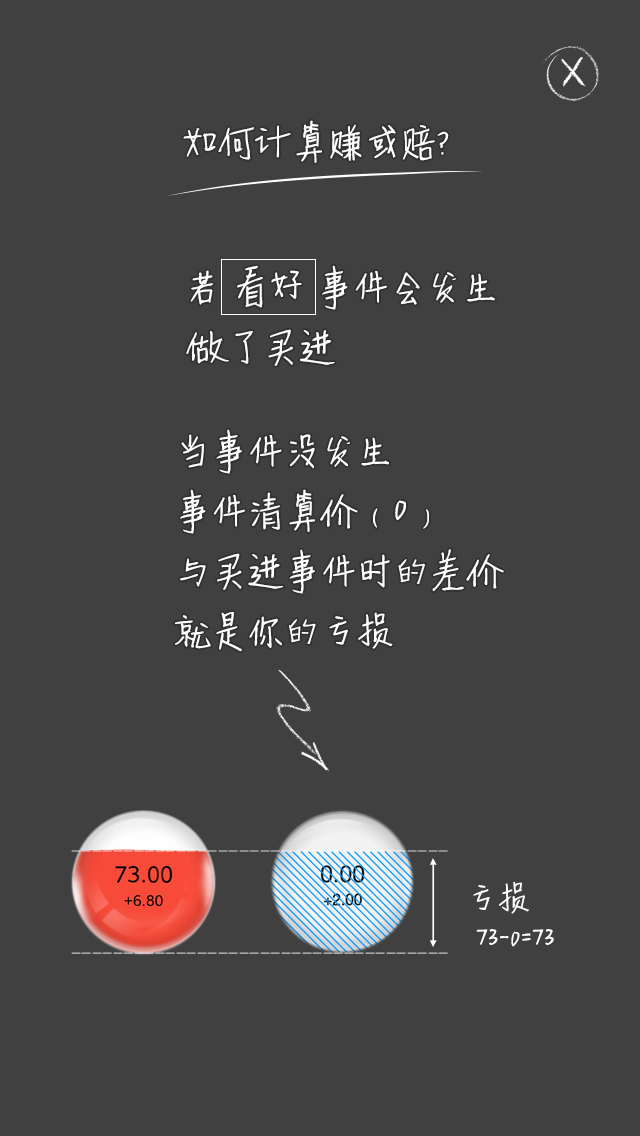 X
如何计算赚或赔?
若看好事件会发生
做了买进
当事件没发生
事件清算价(0)
与买进事件时的差价
就是你的亏损
73.00
+6.80
0.00
÷2.00
亏损
73-0=73